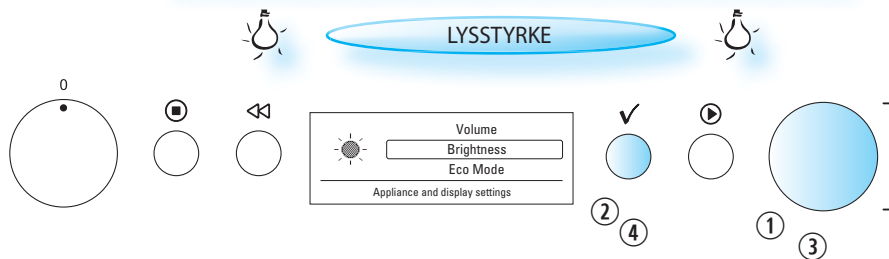 LYSSTYRKE
0
Volume
Brightness
Eco Mode
Appliance and display settings
② ①
④ ③